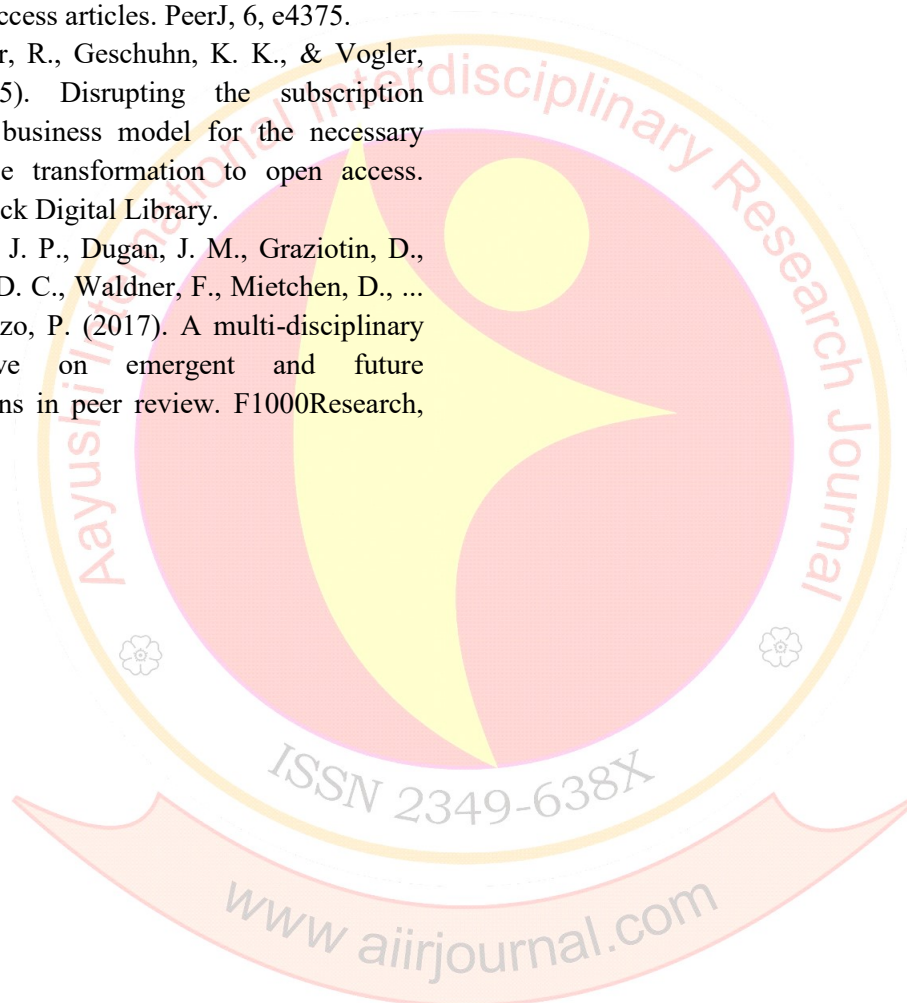 ccess articles. PeerJ, 6, e4375.
r, R., Geschuhn, K. K., & Vogler,
5). Disrupting the subscription
business model for the necessary
e transformation to open access.
ck Digital Library.
J. P., Dugan, J. M., Graziotin, D.,
D. C., Waldner, F., Mietchen, D., ...
zo, P. (2017). A multi-disciplinary
ve on emergent and future
ns in peer review. F1000Research,
Aayushi International Interdisciplinary Research Journal
ISSN 2349-638X
www aiirjournal.com